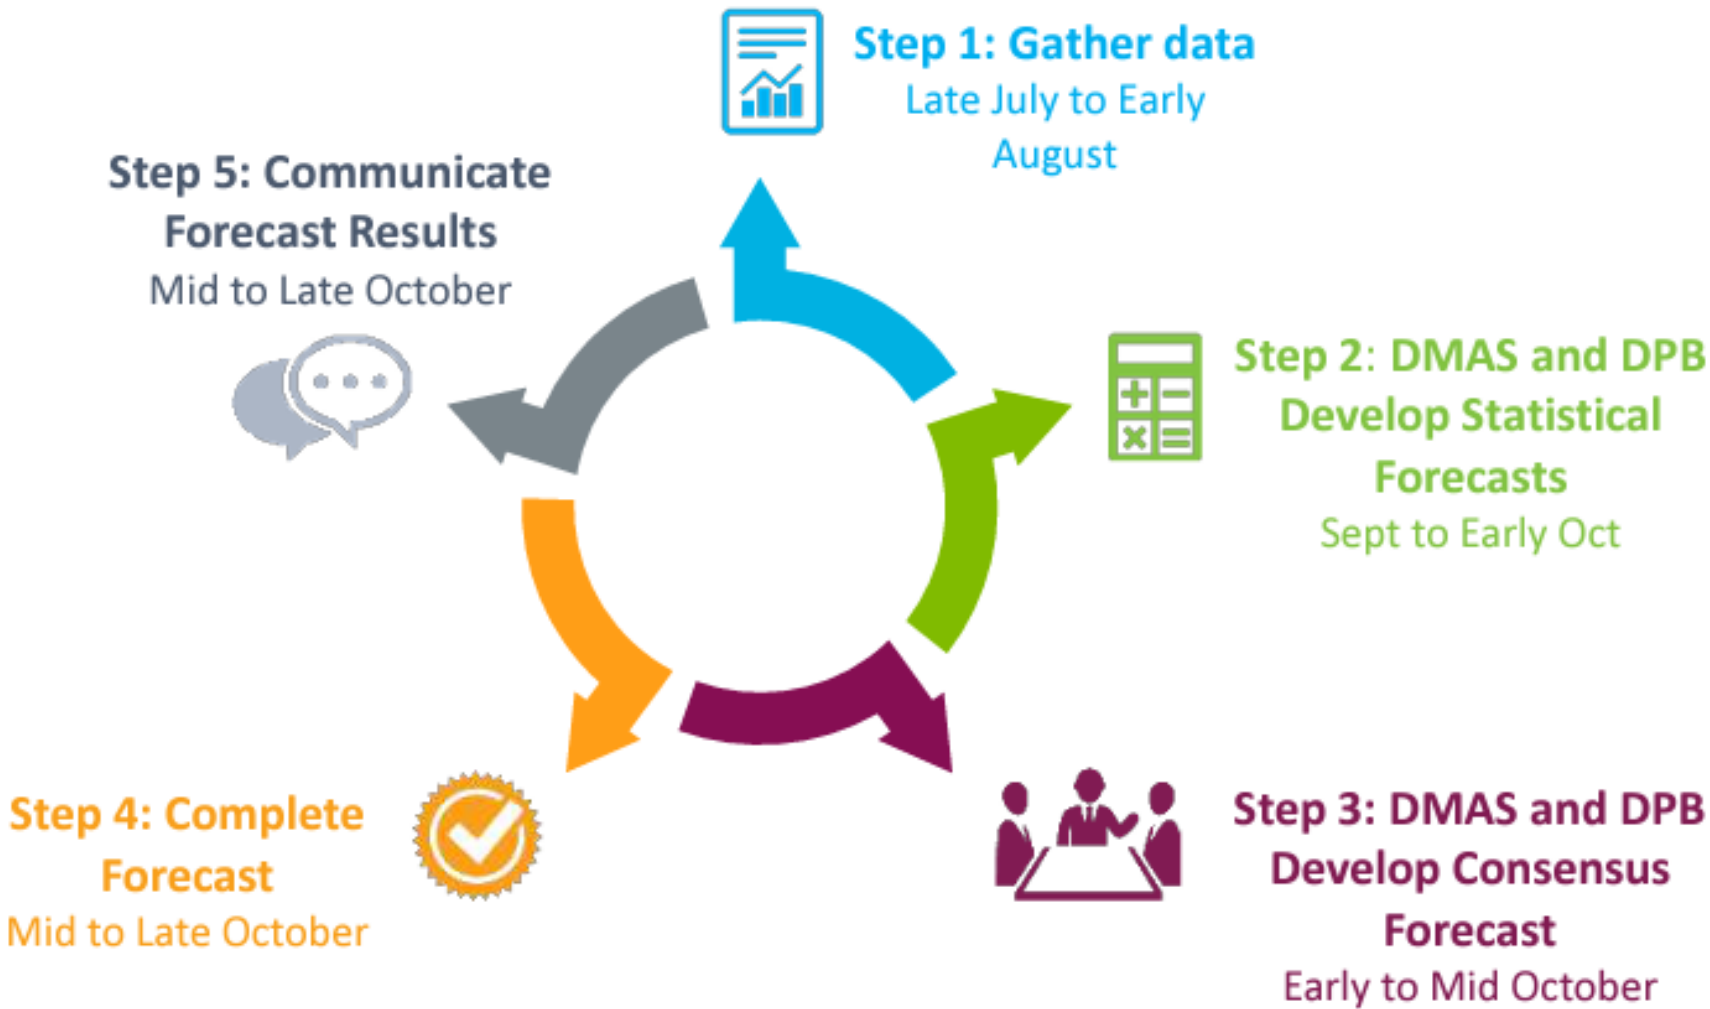 Step 1: Gather data
Late July to Early
August
Step 2: DMAS and DPB
Develop Statistical
Forecasts
Sept to Early Oct
Step 3: DMAS and DPB
Develop Consensus
Forecast
Early to Mid October
Step 4: Complete
Forecast
Mid to Late October
Step 5: Communicate
Forecast Results
Mid to Late October